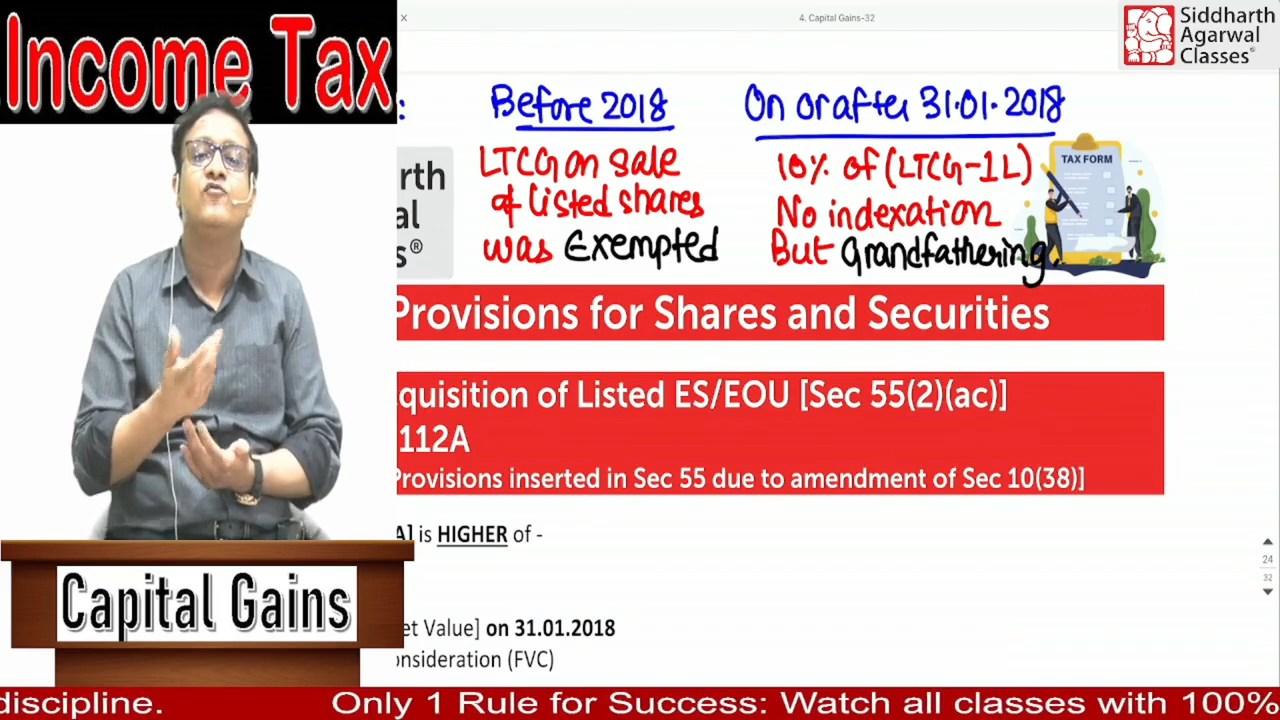 Income Tax
4. Capital Gains-32
Siddharth
Agarwal
Classes®
: Before 2018 On or after 31.01.2018
LTCG on sale
of listed shares
was Exempted
10% of (LTCG-1L)
No indexation
But Grandfathering.
TAX FORM
rth
al
s®
Provisions for Shares and Securities
quisition of Listed ES/EOU [Sec 55(2)(ac)]
112A
Provisions inserted in Sec 55 due to amendment of Sec 10(38)]
A] is HIGHER of -
et Value] on 31.01.2018
onsideration (FVC)
24
32
Capital Gains
discipline. Only 1 Rule for Success: Watch all classes with 100%